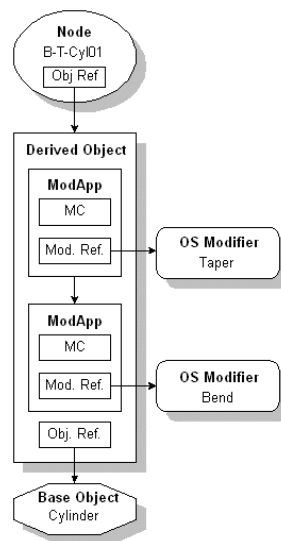 Node
B-T-Cyl01
Obj Ref
Derived Object
ModApp
MC
Mod. Ref.
OS Modifier
Taper
ModApp
MC
Mod. Ref.
OS Modifier
Bend
Obj. Ref.
Base Object
Cylinder